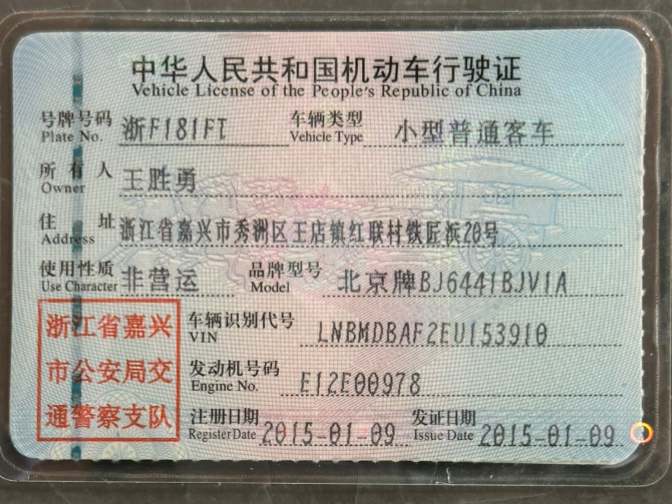 中华人民共和国机动车行驶证
Vehicle License of the People's Republic of China
号牌号码 浙F181FT 车辆类型 小型普通客车
Plate No. Vehicle Type
所有人 王胜勇
Owner
住址 浙江省嘉兴市秀洲区王店镇红联村铁匠浜20号
Address
使用性质 非营运 品牌型号 北京牌BJ6441BJV1A
Use Character Model
浙江省嘉兴 车辆识别代号 LNBMDBAF2EU153910
VIN
市公安局交 发动机号码 E12E00978
Engine No.
通警察支队 注册日期 2015-01-09 发证日期 2015-01-09
Register Date Issue Date